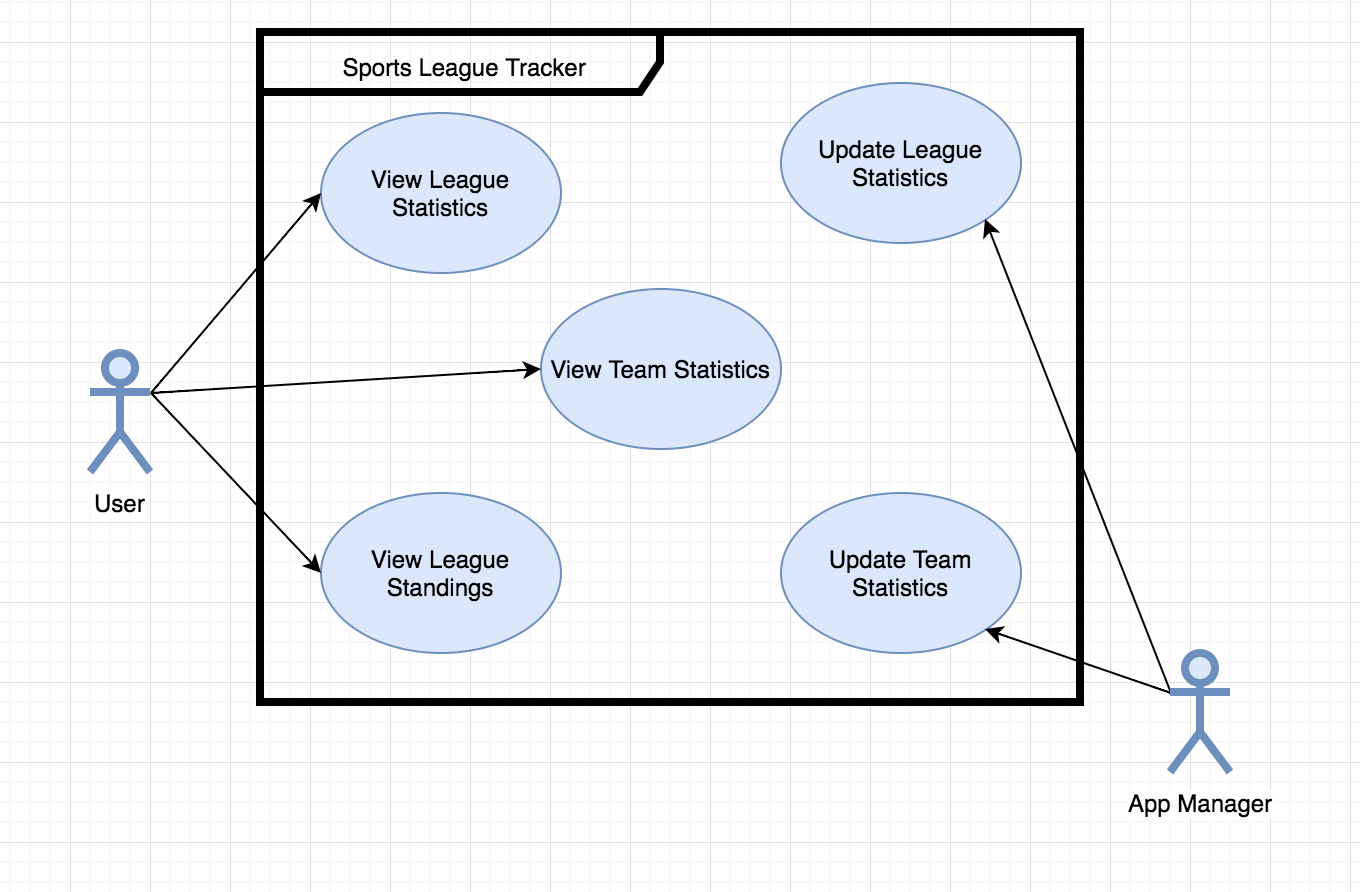 Sports League Tracker
View League
Statistics
Update League
Statistics
View Team Statistics
User
View League
Standings
Update Team
Statistics
App Manager